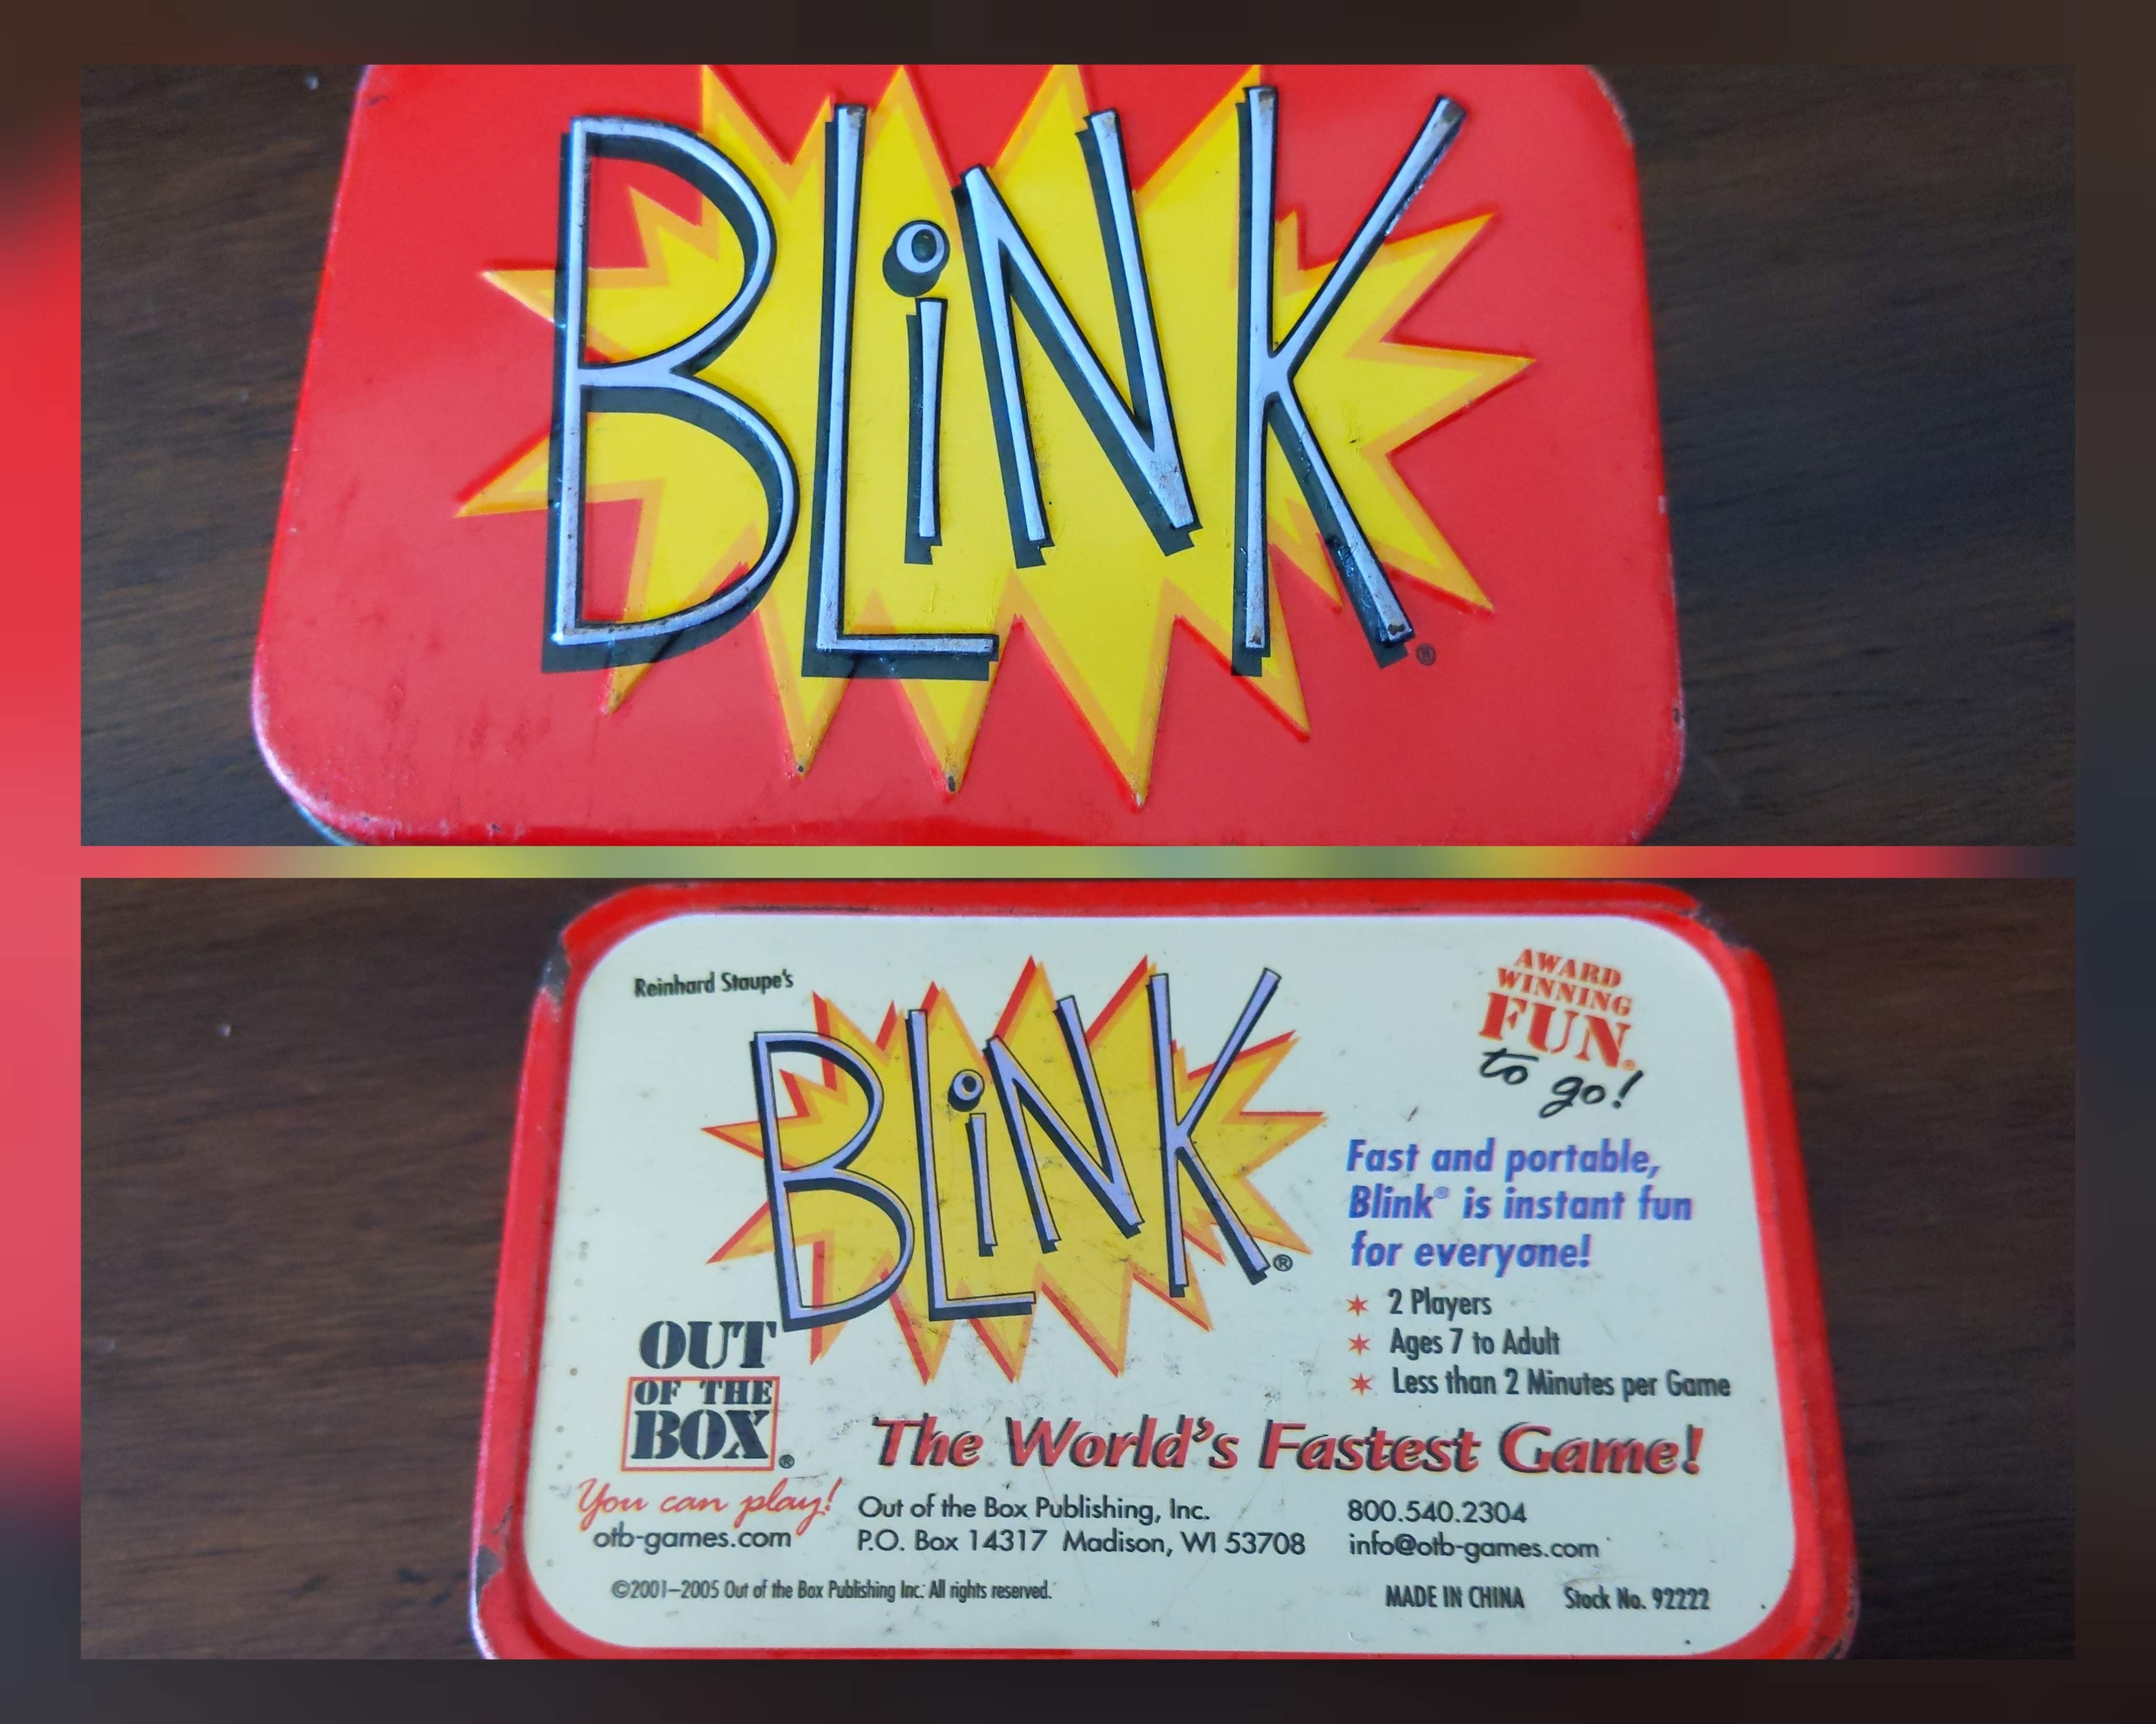 BLiNK
®
Reinhard Staupe's
BLiNK®
AWARD
WINNING
FUN®
to go!
Fast and portable,
Blink® is instant fun
for everyone!
2 Players
Ages 7 to Adult
Less than 2 Minutes per Game
OUT
OF THE
BOX®
You can play!
otb-games.com
The World's Fastest Game!
Out of the Box Publishing, Inc.
P.O. Box 14317 Madison, WI 53708
800.540.2304
info@otb-games.com
©2001–2005 Out of the Box Publishing Inc. All rights reserved.
MADE IN CHINA Stock No. 92222